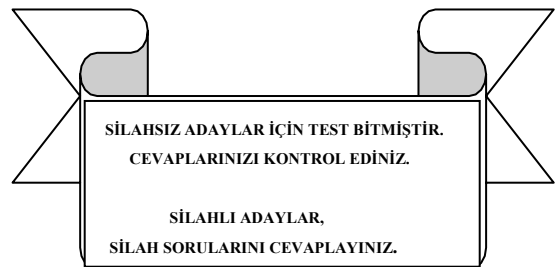 SİLAHSIZ ADAYLAR İÇİN TEST BİTMİŞTİR.
CEVAPLARINIZI KONTROL EDİNİZ.
SİLAHLI ADAYLAR,
SİLAH SORULARINI CEVAPLAYINIZ.